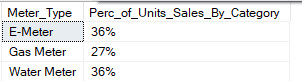 Meter_Type Perc_of_Units_Sales_By_Category
E-Meter 36%
Gas Meter 27%
Water Meter 36%